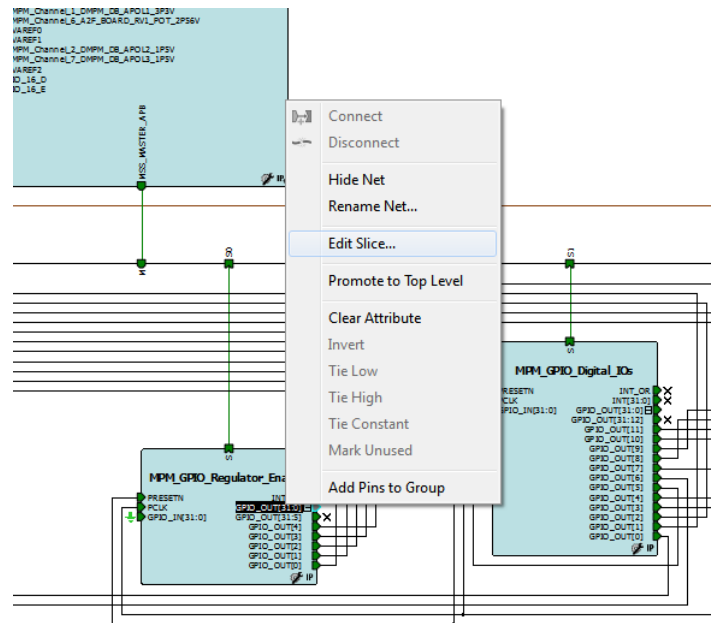 MPM_Channel_1_DMPM_DB_APOL1_3P3V
MPM_Channel_6_A2F_BOARD_RV1_POT_2P56V
VAREF0
VAREF1
MPM_Channel_2_DMPM_DB_APOL2_1P5V
MPM_Channel_7_DMPM_DB_APOL3_1P5V
VAREF2
IO_16_D
IO_16_E
MSS_MASTER_APB
IP
M
S0
S1
Connect
Disconnect
Hide Net
Rename Net...
Edit Slice...
Promote to Top Level
Clear Attribute
Invert
Tie Low
Tie High
Tie Constant
Mark Unused
Add Pins to Group
S
MPM_GPIO_Regulator_Ena
PRESETN
INT
PCLK
GPIO_OUT[31:0]
GPIO_IN[31:0]
GPIO_OUT[31:5]
GPIO_OUT[4]
GPIO_OUT[3]
GPIO_OUT[2]
GPIO_OUT[1]
GPIO_OUT[0]
IP
S
MPM_GPIO_Digital_IOs
RESETN
INT_OR
PCLK
INT[31:0]
PIO_IN[31:0]
GPIO_OUT[31:0]
GPIO_OUT[31:12]
GPIO_OUT[11]
GPIO_OUT[10]
GPIO_OUT[9]
GPIO_OUT[8]
GPIO_OUT[7]
GPIO_OUT[6]
GPIO_OUT[5]
GPIO_OUT[4]
GPIO_OUT[3]
GPIO_OUT[2]
GPIO_OUT[1]
GPIO_OUT[0]
IP